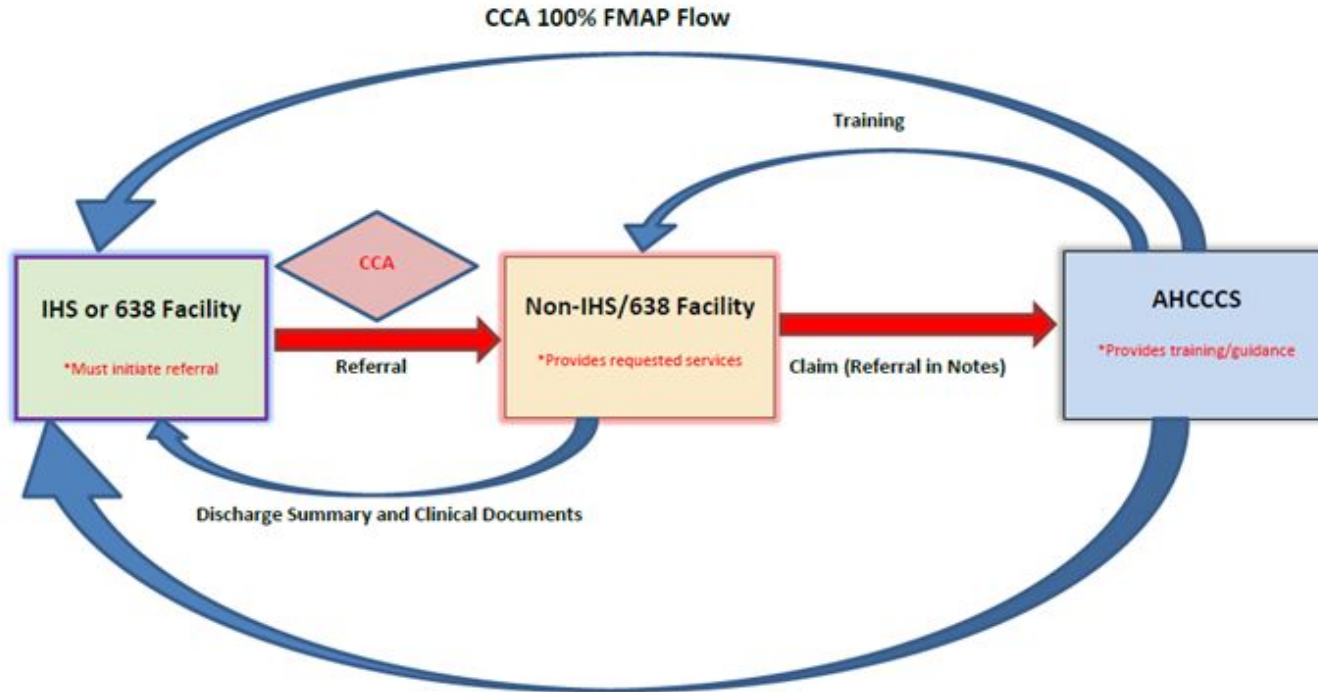 CCA 100% FMAP Flow
Training
CCA
IHS or 638 Facility
*Must initiate referral
Referral
Non-IHS/638 Facility
*Provides requested services
Claim (Referral in Notes)
AHCCCS
*Provides training/guidance
Discharge Summary and Clinical Documents